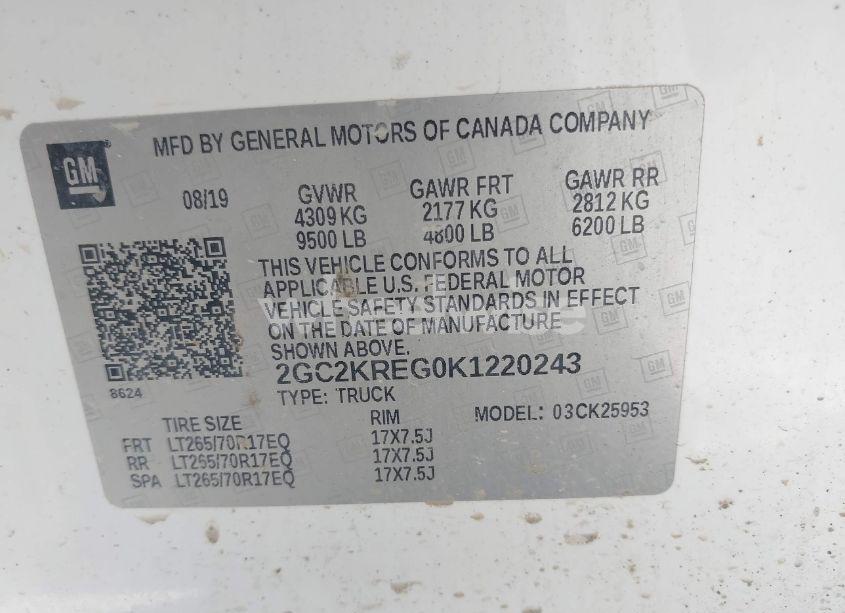 MFD BY GENERAL MOTORS OF CANADA COMPANY
GM
08/19
GVWR GAWR FRT GAWR RR
4309 KG 2177 KG 2812 KG
9500 LB 4800 LB 6200 LB
THIS VEHICLE CONFORMS TO ALL
APPLICABLE U.S. FEDERAL MOTOR
VEHICLE SAFETY STANDARDS IN EFFECT
ON THE DATE OF MANUFACTURE
SHOWN ABOVE.
2GC2KREG0K1220243
8624
TYPE: TRUCK
MODEL: 03CK25953
TIRE SIZE RIM
FRT LT265/70R17EQ 17X7.5J
RR LT265/70R17EQ 17X7.5J
SPA LT265/70R17EQ 17X7.5J